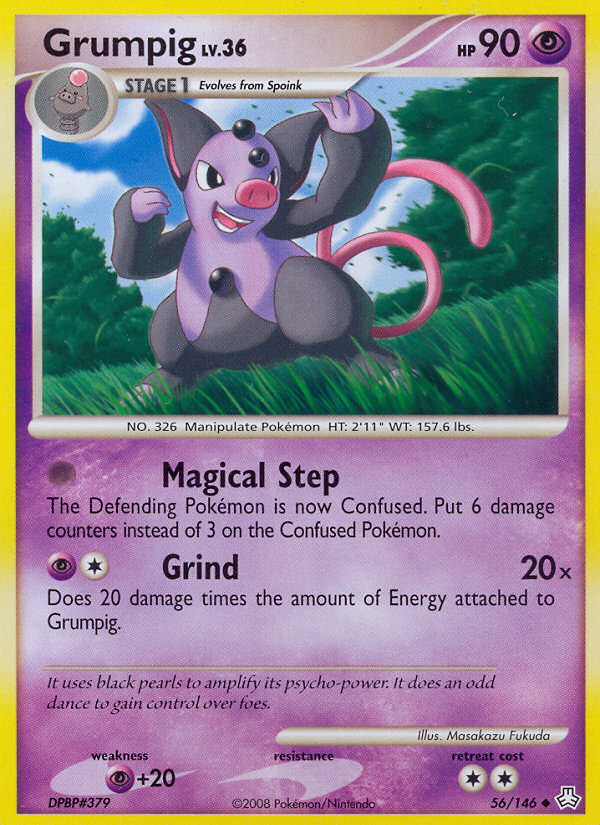 Grumpig LV.36 HP 90
STAGE 1 Evolves from Spoink
NO. 326 Manipulate Pokémon HT: 2'11" WT: 157.6 lbs.
Magical Step
The Defending Pokémon is now Confused. Put 6 damage
counters instead of 3 on the Confused Pokémon.
Grind 20x
Does 20 damage times the amount of Energy attached to
Grumpig.
It uses black pearls to amplify its psycho-power. It does an odd
dance to gain control over foes.
Illus. Masakazu Fukuda
weakness resistance retreat cost
+20
DPBP#379 ©2008 Pokémon/Nintendo 56/146